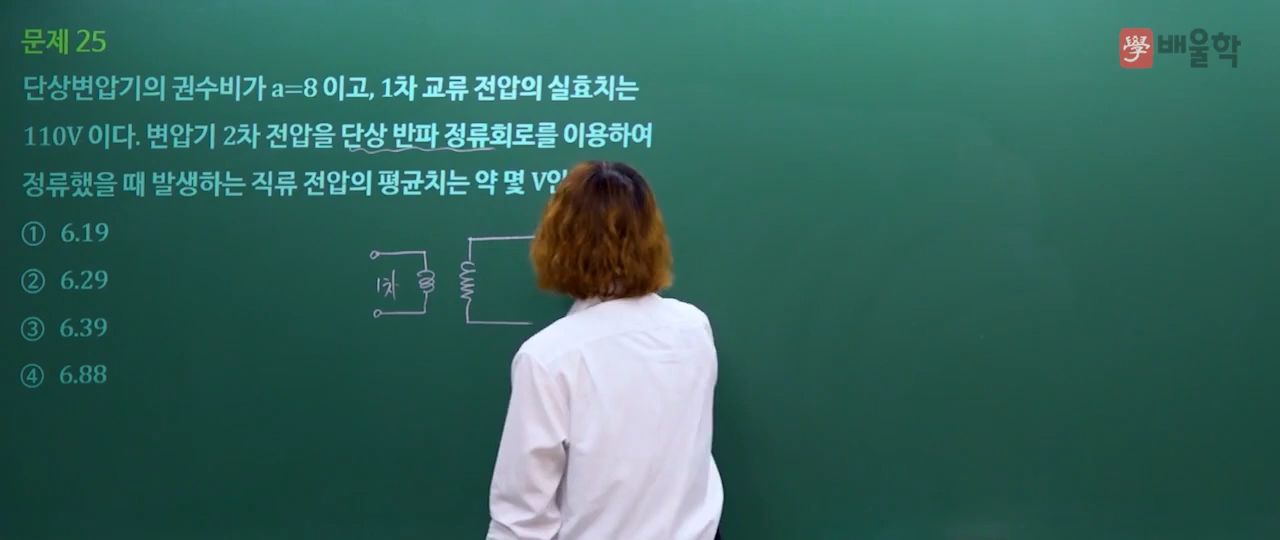 문제 25
學 배울학
단상변압기의 권수비가 a=8 이고, 1차 교류 전압의 실효치는
110V 이다. 변압기 2차 전압을 단상 반파 정류회로를 이용하여
정류했을 때 발생하는 직류 전압의 평균치는 약 몇
① 6.19
② 6.29
③ 6.39
④ 6.88
1차